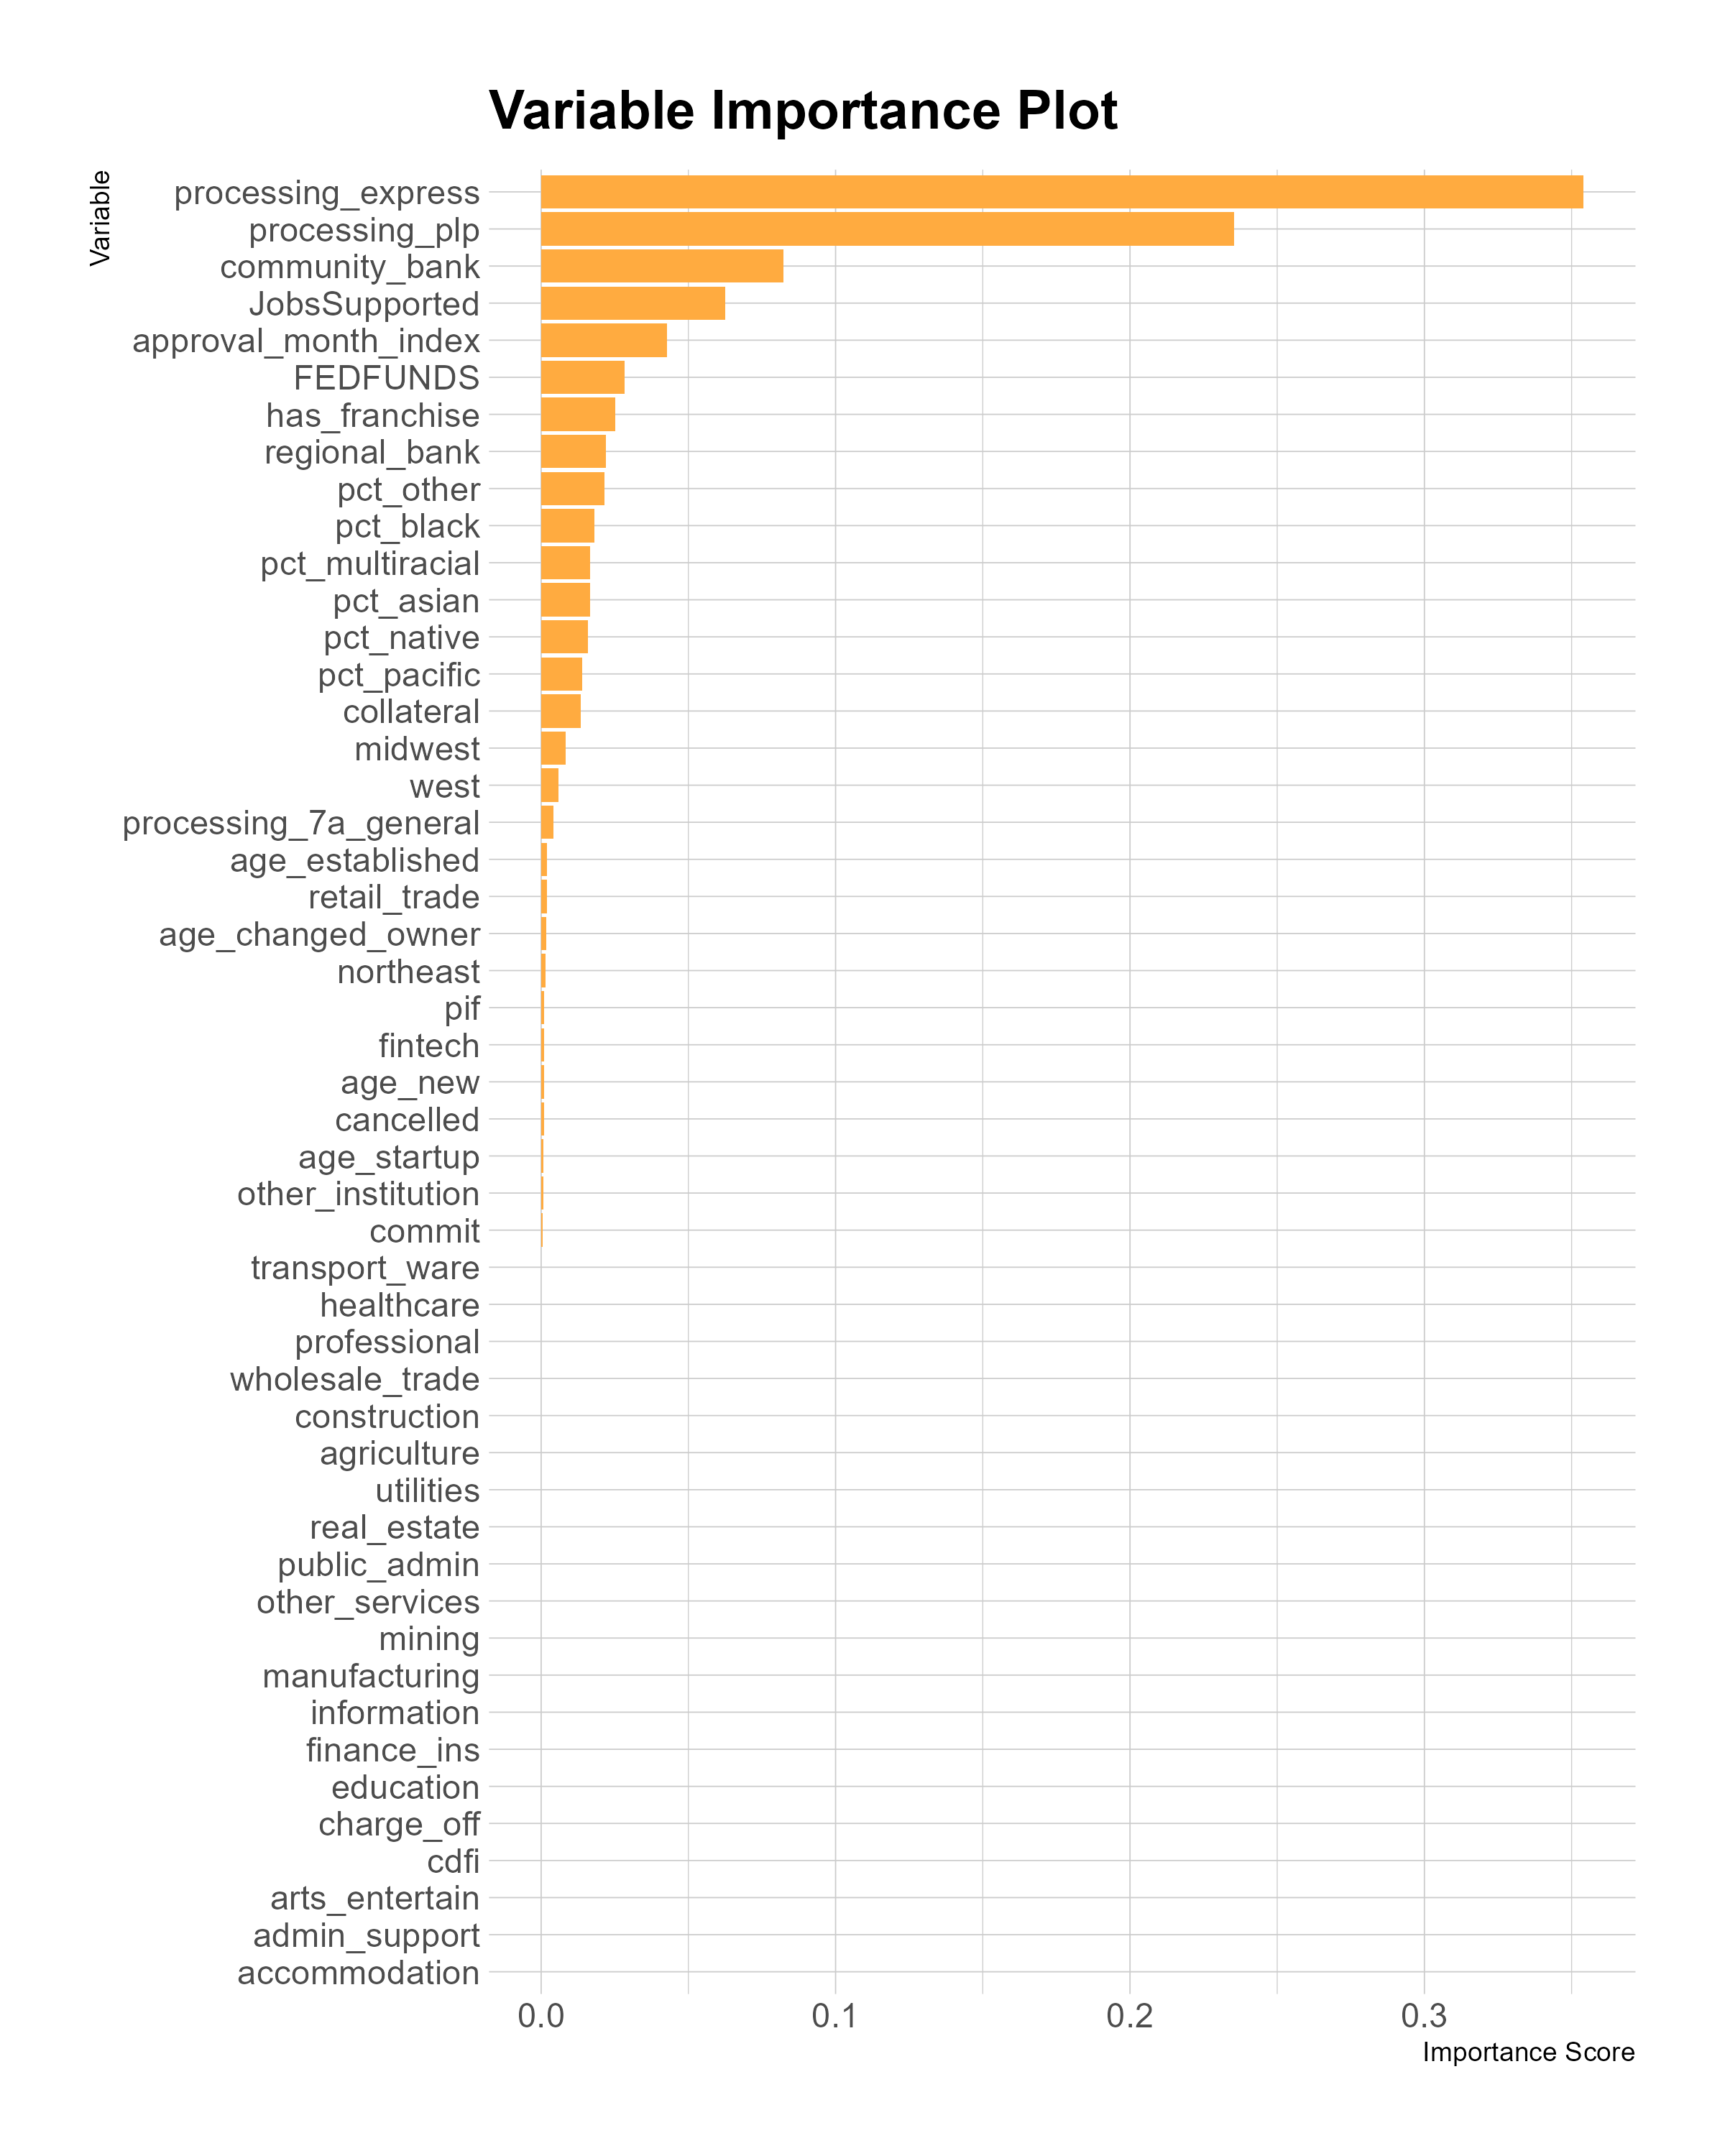 Variable Importance Plot
Variable
processing_express
processing_plp
community_bank
JobsSupported
approval_month_index
FEDFUNDS
has_franchise
regional_bank
pct_other
pct_black
pct_multiracial
pct_asian
pct_native
pct_pacific
collateral
midwest
west
processing_7a_general
age_established
retail_trade
age_changed_owner
northeast
pif
fintech
age_new
cancelled
age_startup
other_institution
commit
transport_ware
healthcare
professional
wholesale_trade
construction
agriculture
utilities
real_estate
public_admin
other_services
mining
manufacturing
information
finance_ins
education
charge_off
cdfi
arts_entertain
admin_support
accommodation
0.0 0.1 0.2 0.3
Importance Score